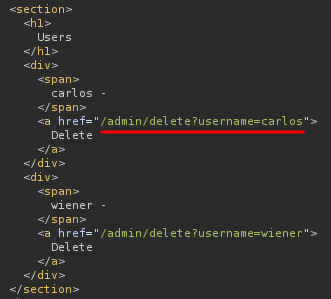 <section>
<h1>
Users
</h1>
<div>
<span>
carlos -
</span>
<a href="/admin/delete?username=carlos">
Delete
</a>
</div>
<div>
<span>
wiener -
</span>
<a href="/admin/delete?username=wiener">
Delete
</a>
</div>
</section>